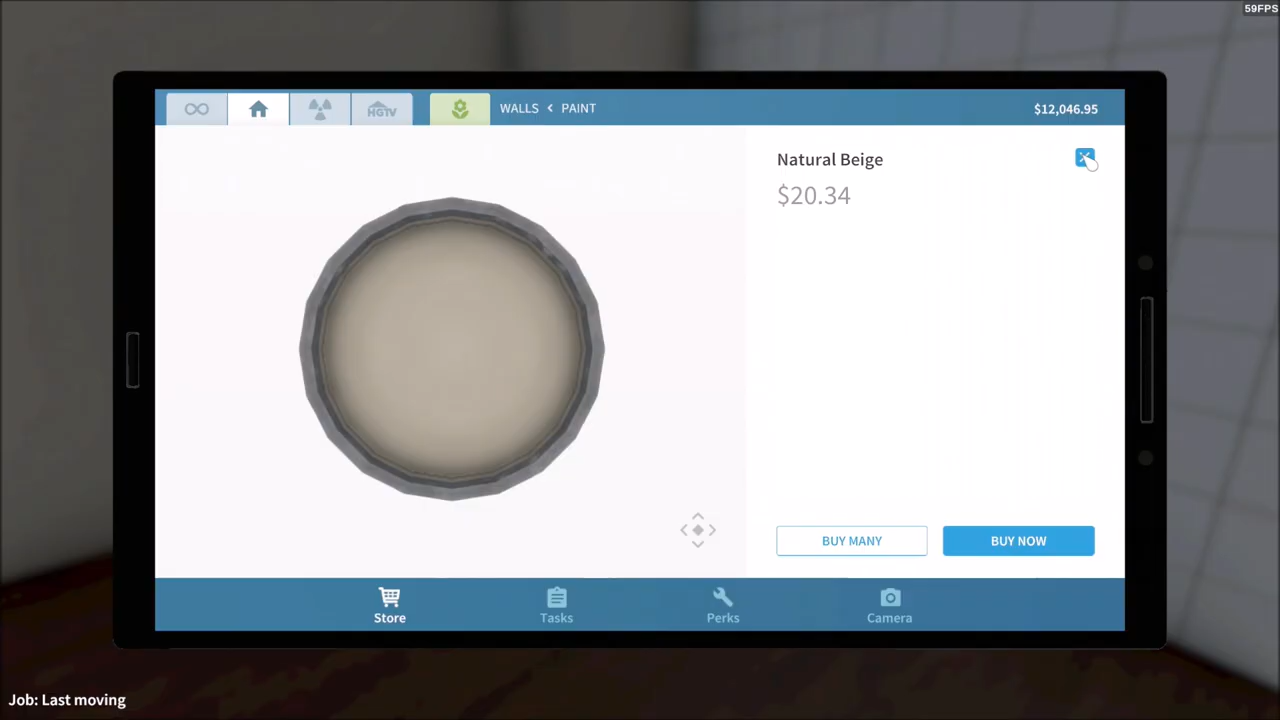 59FPS
HGTV
WALLS < PAINT
$12,046.95
Natural Beige
$20.34
BUY MANY
BUY NOW
Store
Tasks
Perks
Camera
Job: Last moving